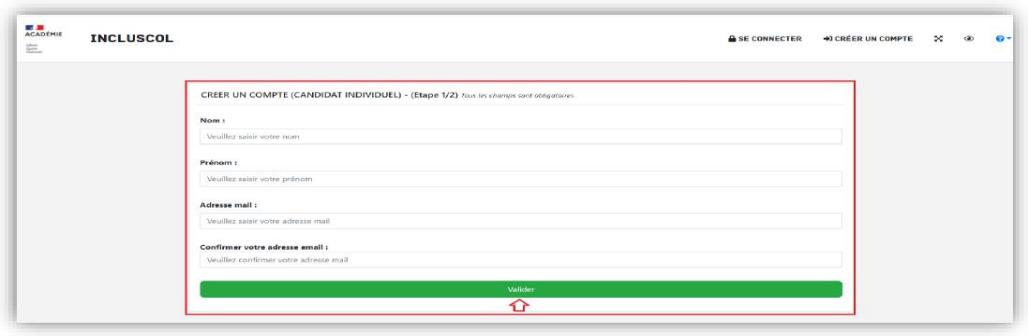 ACADÉMIE
INCLUSCOL
SE CONNECTER
CRÉER UN COMPTE
CREER UN COMPTE (CANDIDAT INDIVIDUEL) - (Etape 1/2) Tous les champs sont obligatoires
Nom :
Veuillez saisir votre nom
Prénom :
Veuillez saisir votre prénom
Adresse mail :
Veuillez saisir votre adresse mail
Confirmer votre adresse email :
Veuillez confirmer votre adresse mail
Valider